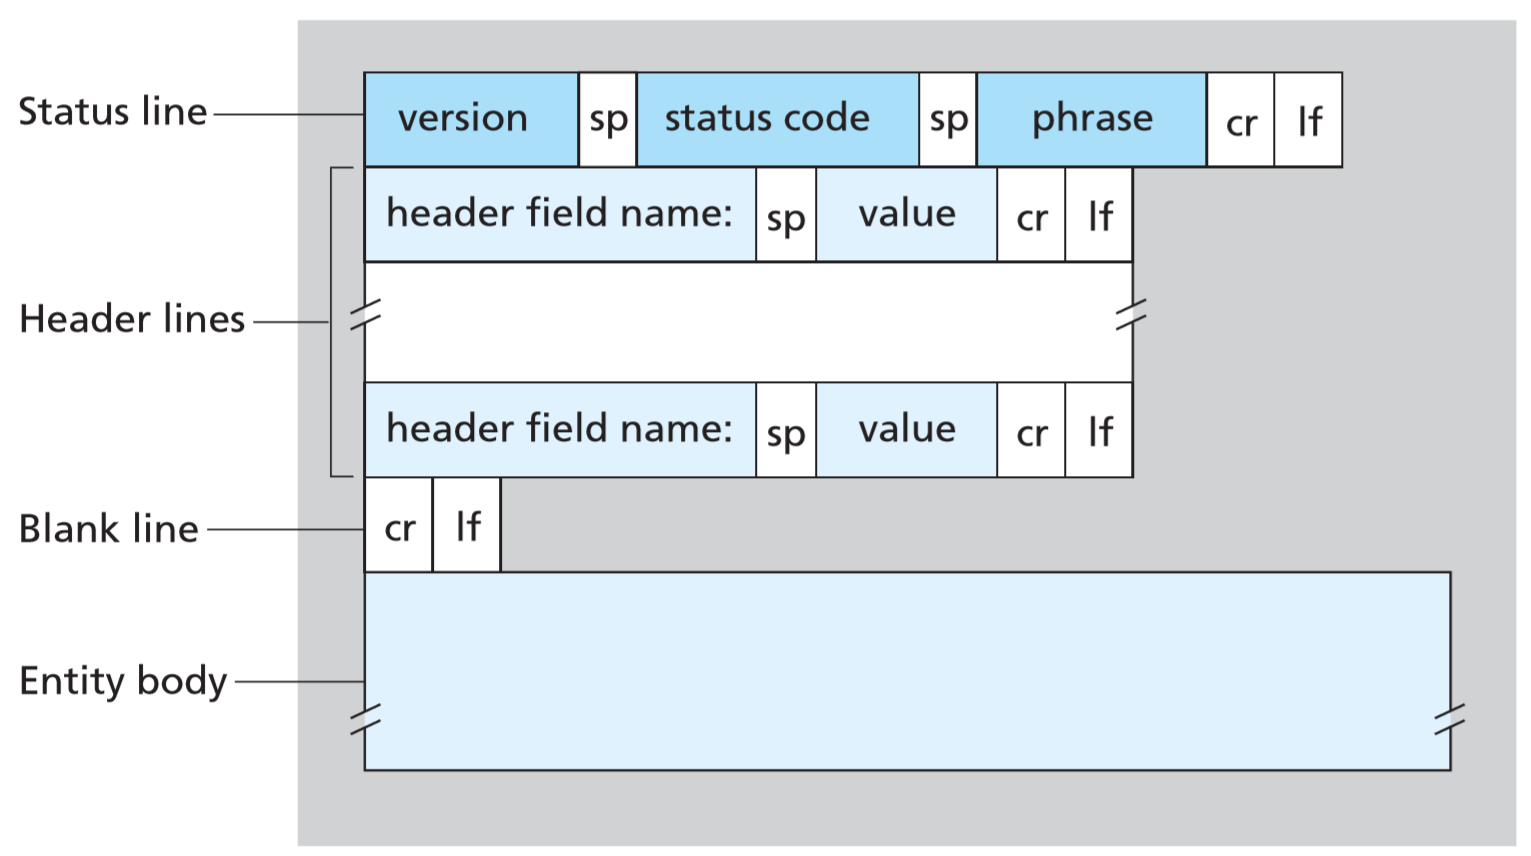 Status line version sp status code sp phrase cr lf
header field name: sp value cr lf
Header lines
header field name: sp value cr lf
Blank line cr lf
Entity body